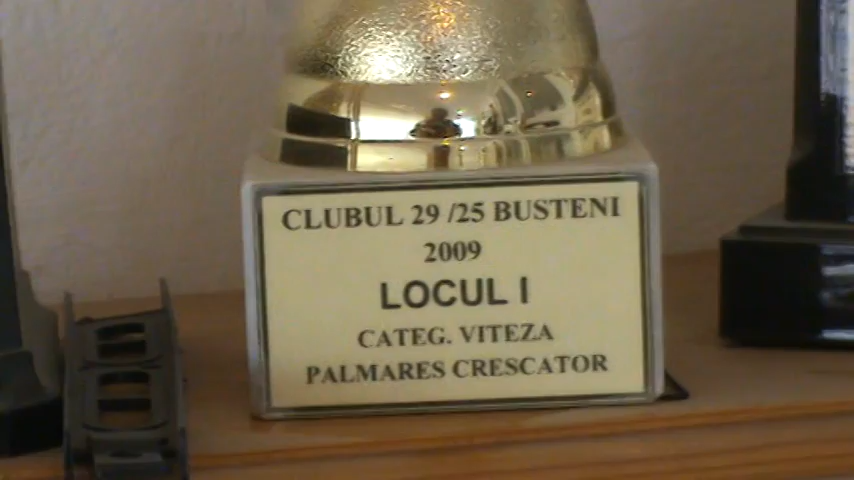 CLUBUL 29 /25 BUSTENI
2009
LOCUL I
CATEG. VITEZA
PALMARES CRESCATOR